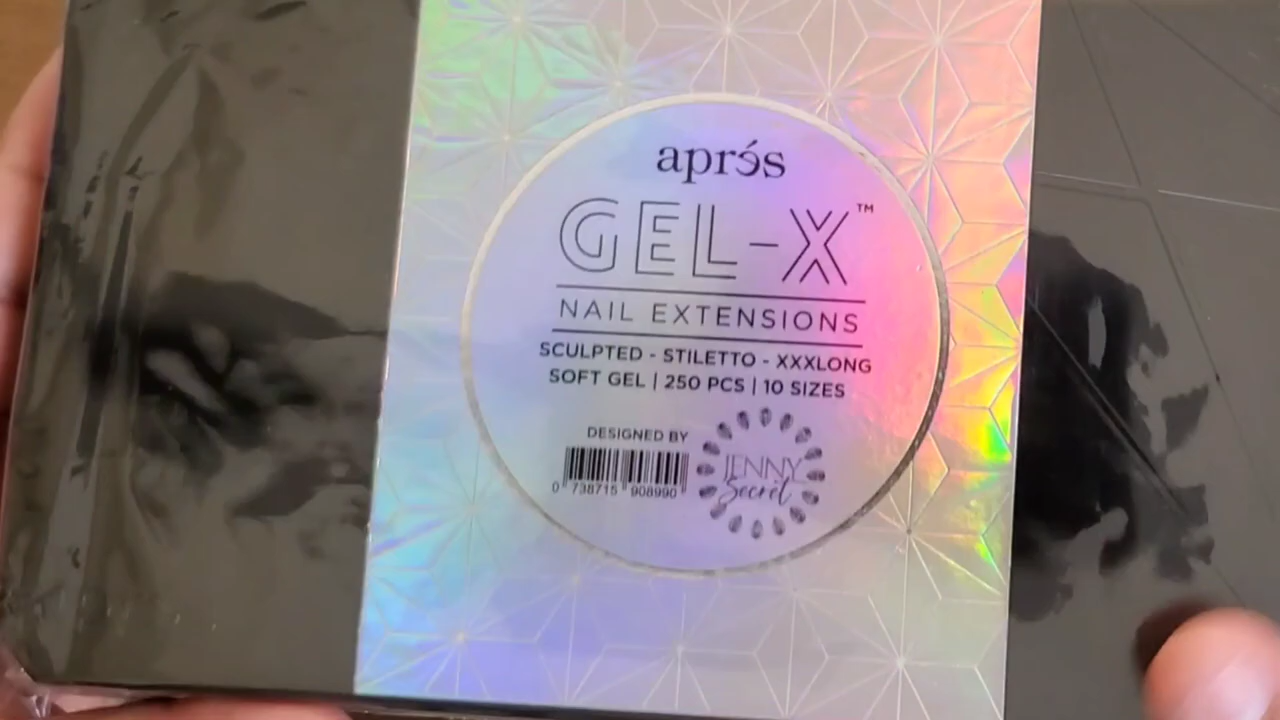 aprés
GEL-X™
NAIL EXTENSIONS
SCULPTED - STILETTO - XXXLONG
SOFT GEL | 250 PCS | 10 SIZES
DESIGNED BY
JENNY
Secret
0 738715 908990